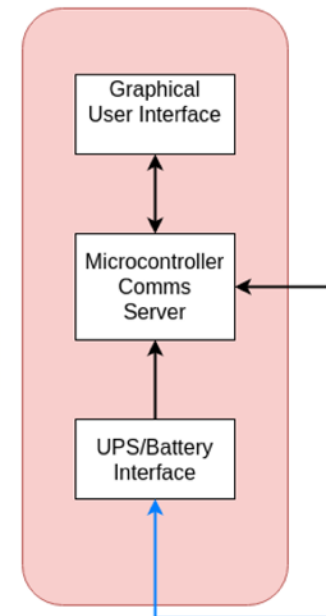 Graphical
User Interface
Microcontroller
Comms
Server
UPS/Battery
Interface